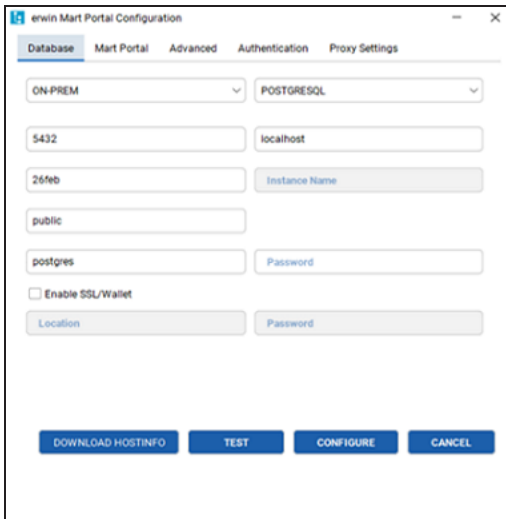 erwin Mart Portal Configuration
Database Mart Portal Advanced Authentication Proxy Settings
ON-PREM POSTGRESQL
5432 localhost
26feb Instance Name
public
postgres Password
Enable SSL/Wallet
Location Password
DOWNLOAD HOSTINFO TEST CONFIGURE CANCEL